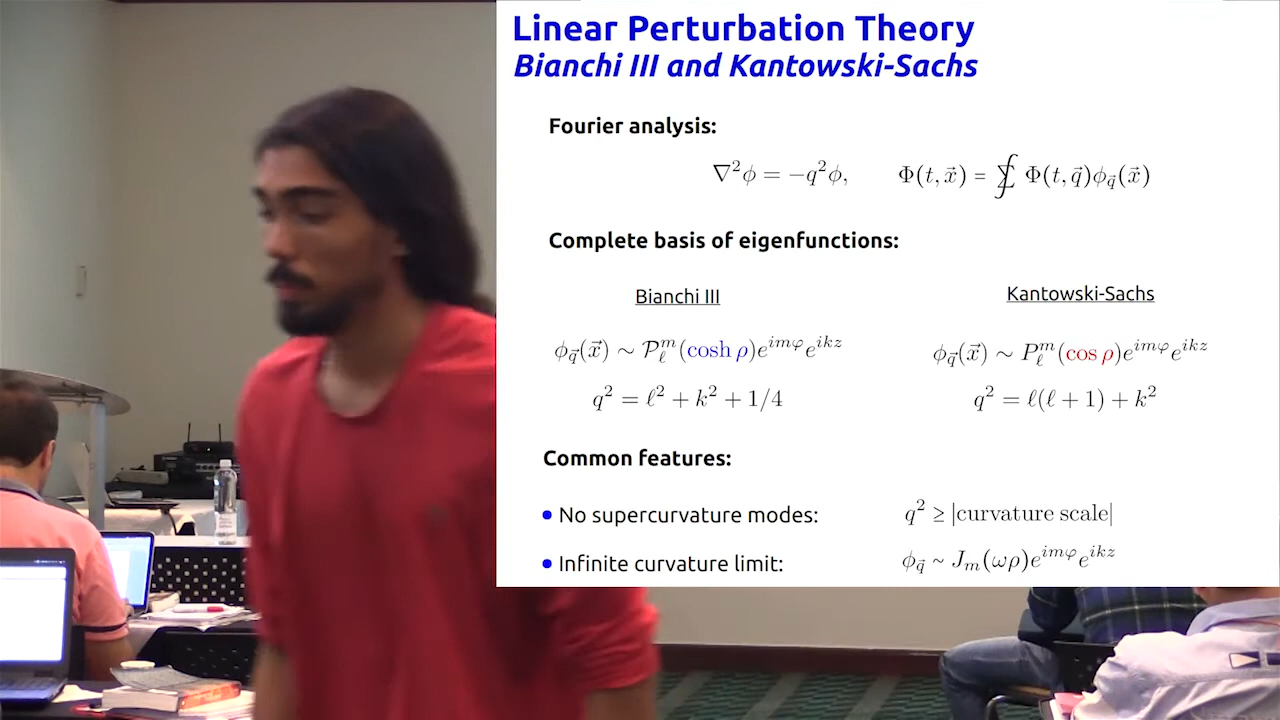 Linear Perturbation Theory
Bianchi III and Kantowski-Sachs
Fourier analysis:
∇²ϕ = −q²ϕ, Φ(t, x⃗) = ⨋ Φ(t, q⃗)ϕ_q⃗(x⃗)
Complete basis of eigenfunctions:
Bianchi III
Kantowski-Sachs
ϕ_q⃗(x⃗) ∼ 𝒫_ℓ^m(cosh ρ)e^{imφ}e^{ikz}
ϕ_q⃗(x⃗) ∼ P_ℓ^m(cos ρ)e^{imφ}e^{ikz}
q² = ℓ² + k² + 1/4
q² = ℓ(ℓ + 1) + k²
Common features:
• No supercurvature modes: q² ≥ |curvature scale|
• Infinite curvature limit: ϕ_q⃗ ~ J_m(ωρ)e^{imφ}e^{ikz}